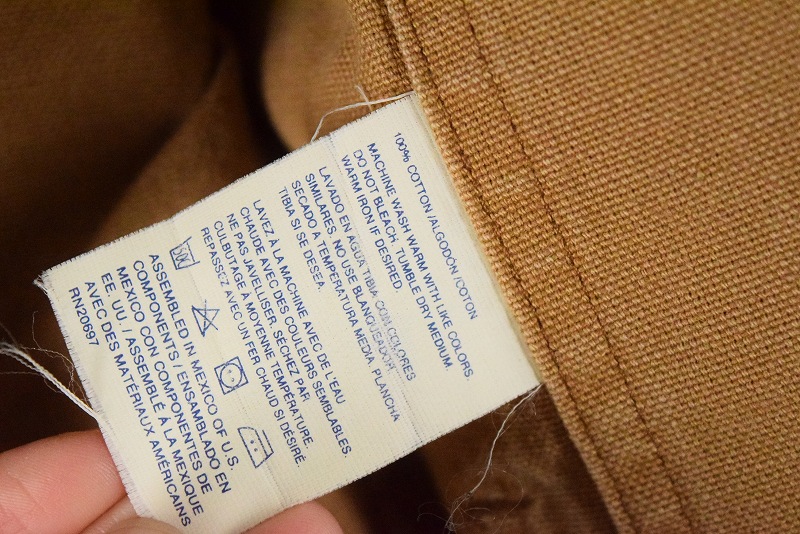 100% COTTON /ALGODÓN /COTON
MACHINE WASH WARM WITH LIKE COLORS.
DO NOT BLEACH. TUMBLE DRY MEDIUM.
WARM IRON IF DESIRED.
LAVADO EN AGUA TIBIA CON COLORES
SIMILARES. NO USE BLANQUEADOR.
SECADO A TEMPERATURA MEDIA. PLANCHA
TIBIA SI SE DESEA.
LAVEZ À LA MACHINE AVEC DE L'EAU
CHAUDE AVEC DES COULEURS SEMBLABLES.
NE PAS JAVELLISER. SÉCHEZ PAR
CULBUTAGE A MOYENNE TEMPÉRATURE.
REPASSEZ AVEC UN FER CHAUD SI DÉSIRÉ.
ASSEMBLED IN MEXICO OF U.S.
COMPONENTS / ENSAMBLADO EN
MEXICO CON COMPONENTES DE
EE. UU. / ASSEMBLÉ À LA MEXIQUE
AVEC DES MATÉRIAUX AMÉRICAINS
RN20697